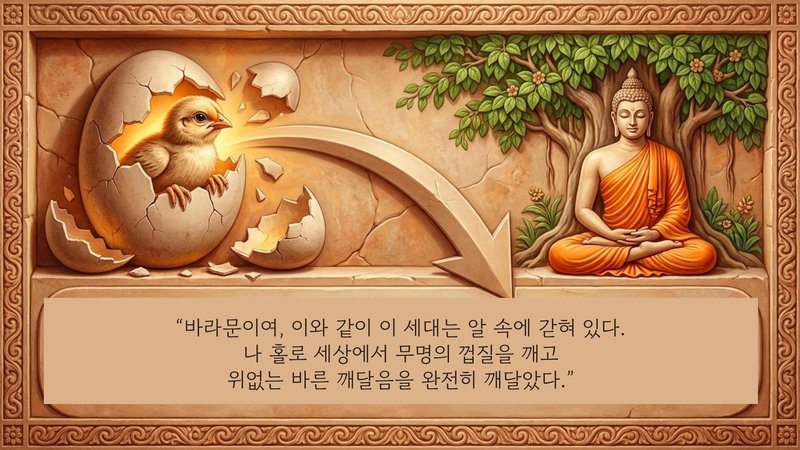 “바라문이여, 이와 같이 이 세대는 알 속에 갇혀 있다.
나 홀로 세상에서 무명의 껍질을 깨고
위없는 바른 깨달음을 완전히 깨달았다.”